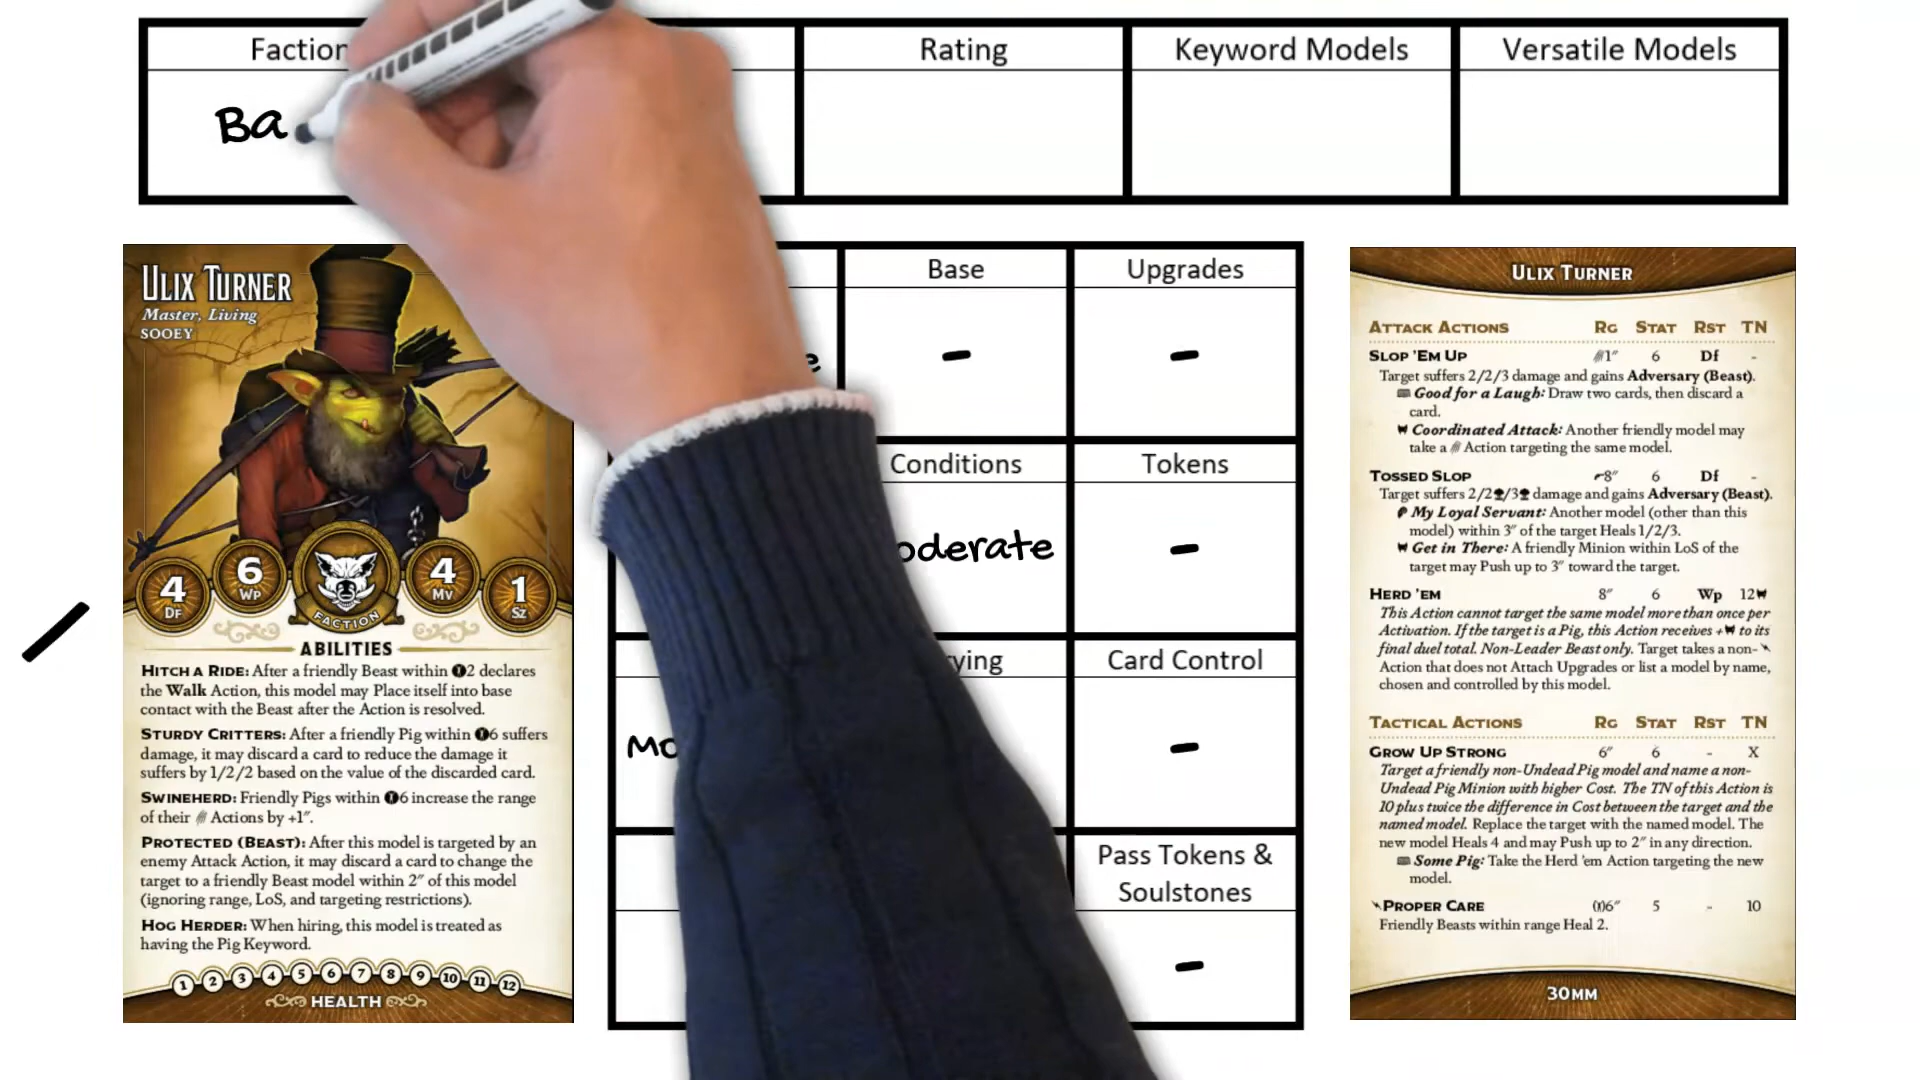 Faction
Rating
Keyword Models
Versatile Models
Ba
ULIX TURNER
Master, Living
SOOEY
4
DF
6
WP
FACTION
4
MV
1
SZ
ABILITIES
HITCH A RIDE: After a friendly Beast within 2 declares
the Walk Action, this model may Place itself into base
contact with the Beast after the Action is resolved.
STURDY CRITTERS: After a friendly Pig within 6 suffers
damage, it may discard a card to reduce the damage it
suffers by 1/2/2 based on the value of the discarded card.
SWINEHERD: Friendly Pigs within 6 increase the range
of their Actions by +1″.
PROTECTED (BEAST): After this model is targeted by an
enemy Attack Action, it may discard a card to change the
target to a friendly Beast model within 2″ of this model
(ignoring range, LoS, and targeting restrictions).
HOG HERDER: When hiring, this model is treated as
having the Pig Keyword.
1 2 3 4 5 6 7 8 9 10 11 12
HEALTH
Base
Upgrades
e
-
-
Conditions
Tokens
oderate
-
ying
Card Control
Mo
-
Pass Tokens &
Soulstones
-
ULIX TURNER
ATTACK ACTIONS RG STAT RST TN
SLOP 'EM UP 1″ 6 Df -
Target suffers 2/2/3 damage and gains Adversary (Beast).
Good for a Laugh: Draw two cards, then discard a
card.
Coordinated Attack: Another friendly model may
take a Action targeting the same model.
TOSSED SLOP 8″ 6 Df -
Target suffers 2/2/3 damage and gains Adversary (Beast).
My Loyal Servant: Another model (other than this
model) within 3″ of the target Heals 1/2/3.
Get in There: A friendly Minion within LoS of the
target may Push up to 3″ toward the target.
HERD 'EM 8″ 6 Wp 12
This Action cannot target the same model more than once per
Activation. If the target is a Pig, this Action receives + to its
final duel total. Non-Leader Beast only. Target takes a non-
Action that does not Attach Upgrades or list a model by name,
chosen and controlled by this model.
TACTICAL ACTIONS RG STAT RST TN
GROW UP STRONG 6″ 6 - X
Target a friendly non-Undead Pig model and name a non-
Undead Pig Minion with higher Cost. The TN of this Action is
10 plus twice the difference in Cost between the target and the
named model. Replace the target with the named model. The
new model Heals 4 and may Push up to 2″ in any direction.
Some Pig: Take the Herd 'em Action targeting the new
model.
PROPER CARE 6″ 5 - 10
Friendly Beasts within range Heal 2.
30MM